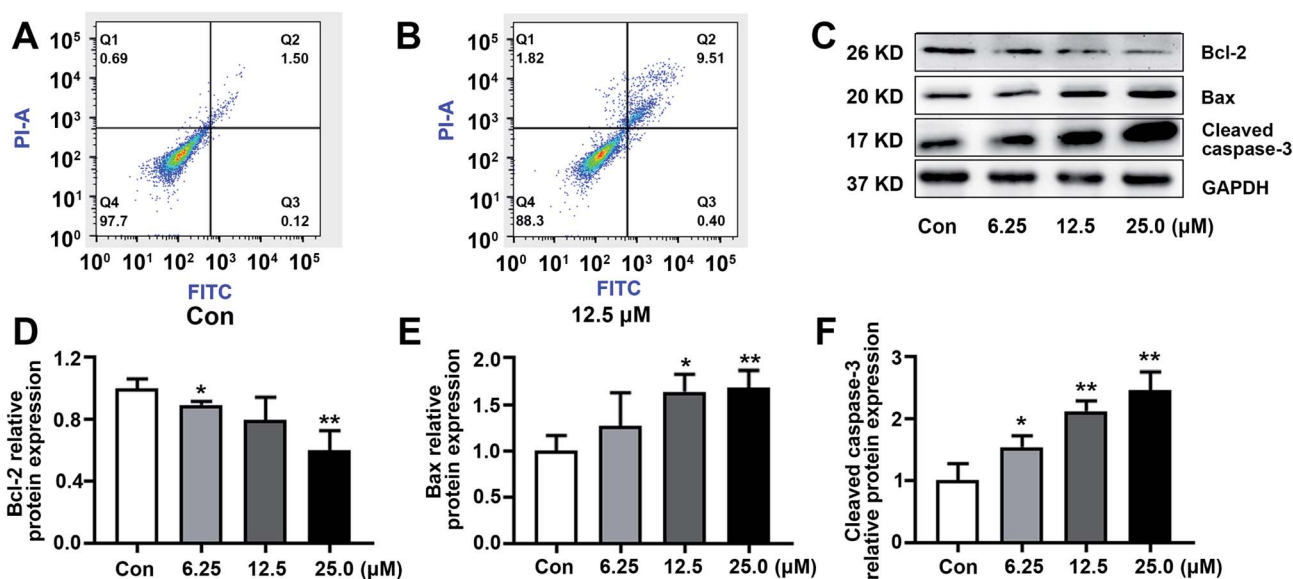 A
PI-A
10⁵
10⁴
10³
10²
10¹
10⁰
Q1
0.69
Q2
1.50
Q4
97.7
Q3
0.12
10⁰ 10¹ 10² 10³ 10⁴ 10⁵
FITC
Con
B
PI-A
10⁵
10⁴
10³
10²
10¹
10⁰
Q1
1.82
Q2
9.51
Q4
88.3
Q3
0.40
10⁰ 10¹ 10² 10³ 10⁴ 10⁵
FITC
12.5 µM
C
26 KD Bcl-2
20 KD Bax
17 KD Cleaved
caspase-3
37 KD GAPDH
Con 6.25 12.5 25.0 (µM)
D
Bcl-2 relative
protein expression
1.2
0.8
0.4
0.0
*
**
Con 6.25 12.5 25.0 (µM)
E
Bax relative
protein expression
2.0
1.5
1.0
0.5
0.0
*
**
Con 6.25 12.5 25.0 (µM)
F
Cleaved caspase-3
relative protein expression
3
2
1
0
*
**
**
Con 6.25 12.5 25.0 (µM)